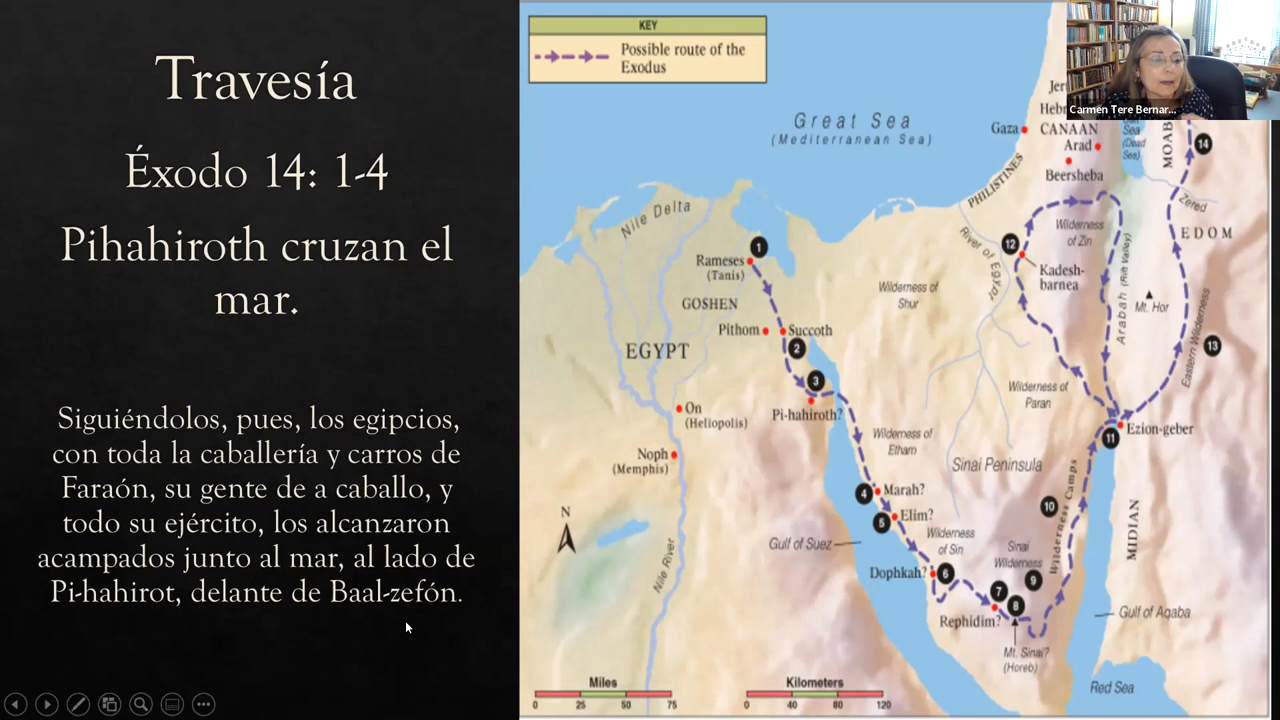 Travesía
Éxodo 14: 1-4
Pihahiroth cruzan el
mar.
Siguiéndolos, pues, los egipcios,
con toda la caballería y carros de
Faraón, su gente de a caballo, y
todo su ejército, los alcanzaron
acampados junto al mar, al lado de
Pi-hahirot, delante de Baal-zefón.
KEY
Possible route of the
Exodus
Carmen Tere Bernar...
Great Sea
(Mediterranean Sea)
Gaza
CANAAN
Arad
Beersheba
Sea
(Dead
Sea)
MOAB
14
PHILISTINES
Zered
EDOM
Nile Delta
1
Rameses
(Tanis)
GOSHEN
Pithom
Succoth
2
EGYPT
3
Pi-hahiroth?
On
(Heliopolis)
Noph
(Memphis)
Nile River
N
River of Egypt
12
Wilderness
of Zin
Kadesh-
barnea
Arabah (Rift Valley)
Mt. Hor
Eastern Wilderness
13
Wilderness of
Shur
Wilderness of
Paran
Wilderness of
Etham
Sinai Peninsula
Ezion-geber
11
4
Marah?
5
Elim?
Gulf of Suez
Wilderness
of Sin
Dophkah?
6
Sinai
Wilderness
7
8
9
10
Wilderness Camps
Rephidim?
Mt. Sinai?
(Horeb)
MIDIAN
Gulf of Aqaba
Red Sea
Miles
0 25 50 75
Kilometers
0 40 80 120